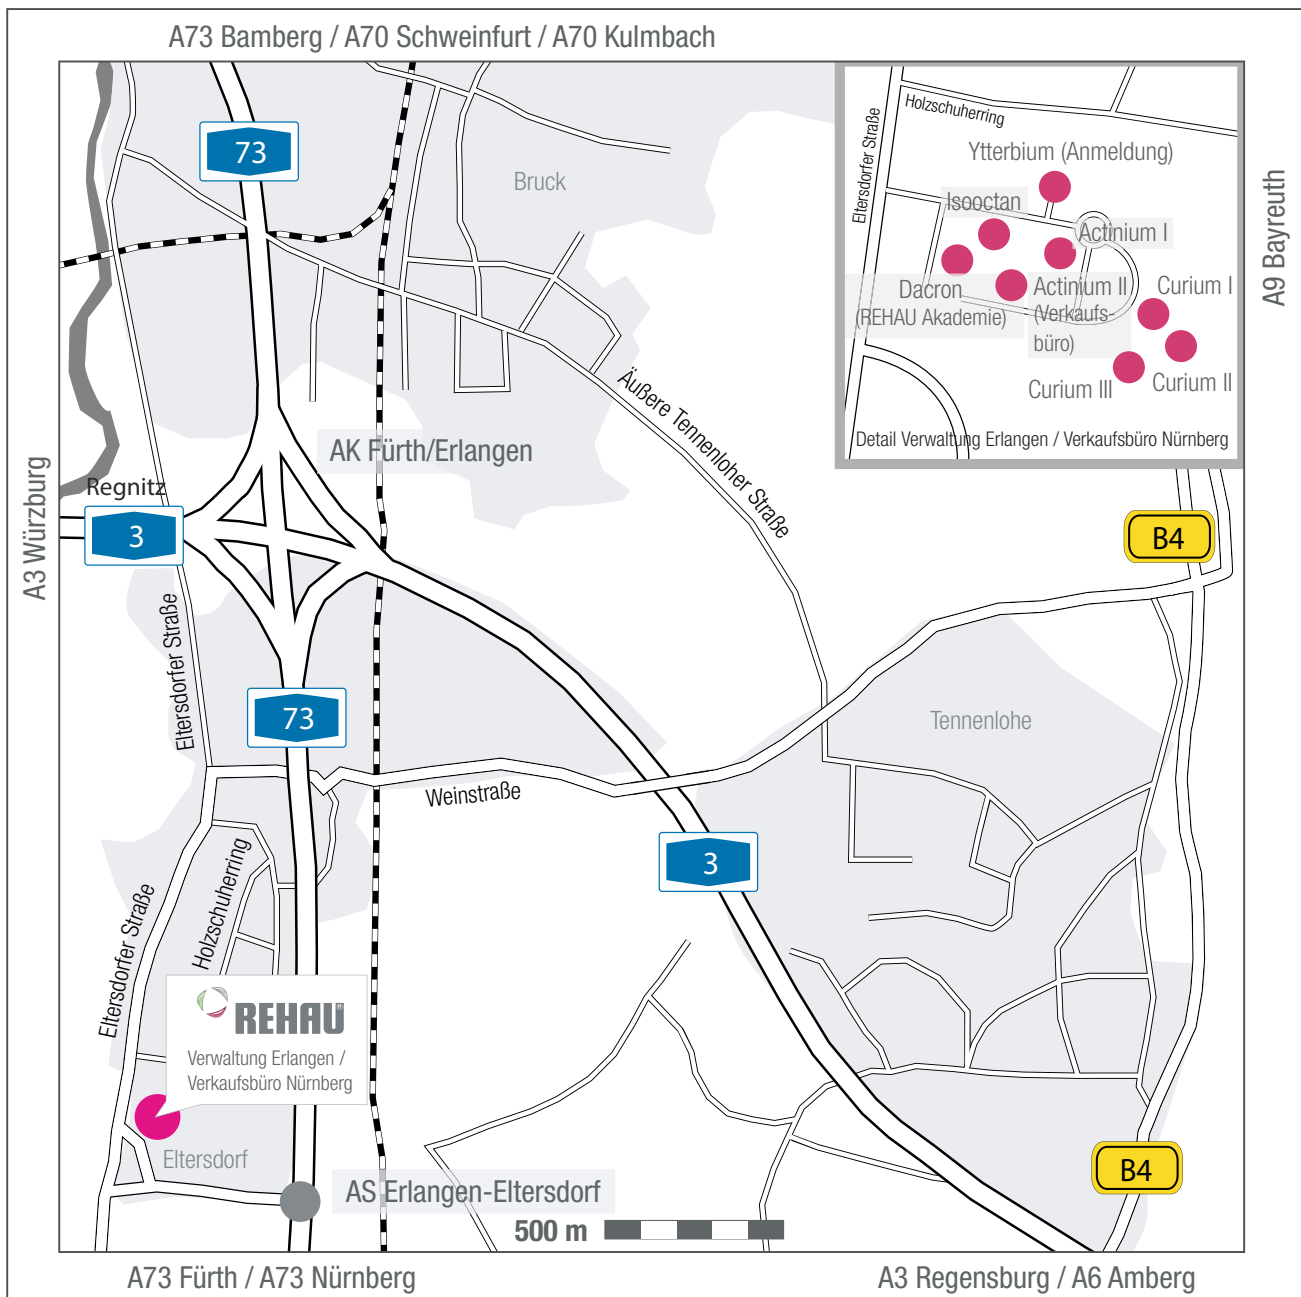 A73 Bamberg / A70 Schweinfurt / A70 Kulmbach
73
Bruck
Eltersdorfer Straße
Holzschuherring
Ytterbium (Anmeldung)
Isooctan
Actinium I
Dacron
(REHAU Akademie)
Actinium II
(Verkaufs-
büro)
Curium I
Curium III
Curium II
Detail Verwaltung Erlangen / Verkaufsbüro Nürnberg
A9 Bayreuth
Äußere Tennenloher Straße
AK Fürth/Erlangen
Regnitz
3
A3 Würzburg
B4
Eltersdorfer Straße
73
Tennenlohe
Weinstraße
3
Holzschuherring
Eltersdorfer Straße
REHAU®
Verwaltung Erlangen /
Verkaufsbüro Nürnberg
Eltersdorf
AS Erlangen-Eltersdorf
B4
500 m
A73 Fürth / A73 Nürnberg
A3 Regensburg / A6 Amberg